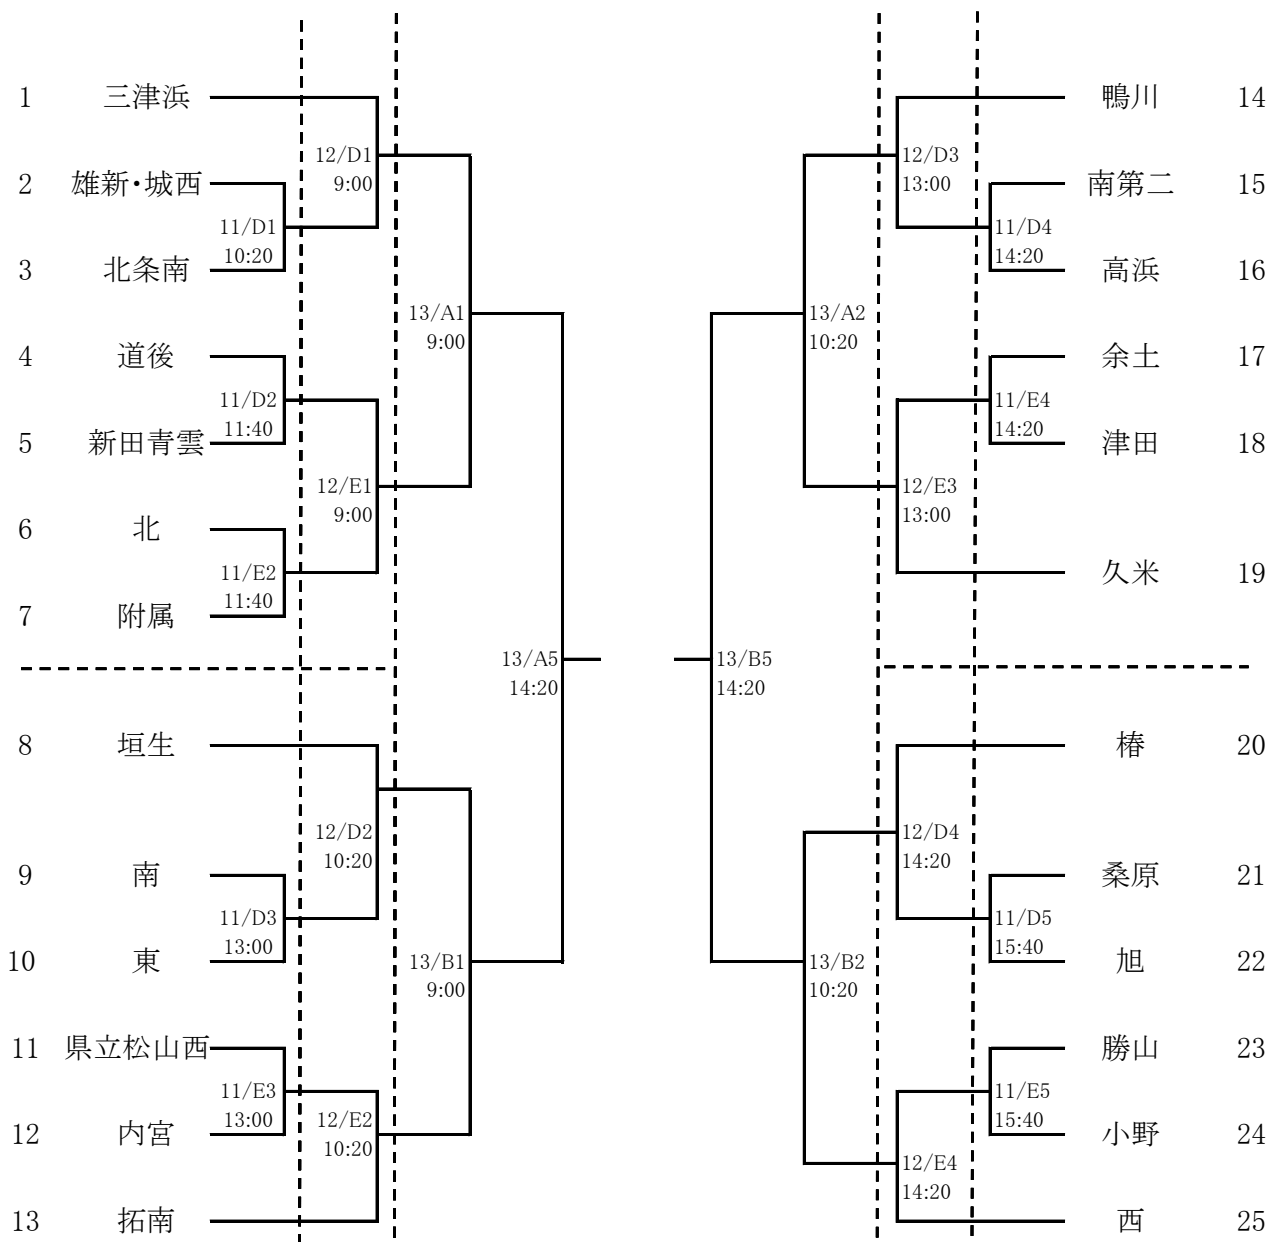 1 三津浜
2 雄新・城西
3 北条南
4 道後
5 新田青雲
6 北
7 附属
8 垣生
9 南
10 東
11 県立松山西
12 内宮
13 拓南
11/D1
10:20
11/D2
11:40
11/E2
11:40
11/D3
13:00
11/E3
13:00
12/D1
9:00
12/E1
9:00
12/D2
10:20
12/E2
10:20
13/A1
9:00
13/B1
9:00
13/A5
14:20
13/B5
14:20
13/A2
10:20
13/B2
10:20
12/D3
13:00
12/E3
13:00
12/D4
14:20
12/E4
14:20
11/D4
14:20
11/E4
14:20
11/D5
15:40
11/E5
15:40
鴨川 14
南第二 15
高浜 16
余土 17
津田 18
久米 19
椿 20
桑原 21
旭 22
勝山 23
小野 24
西 25